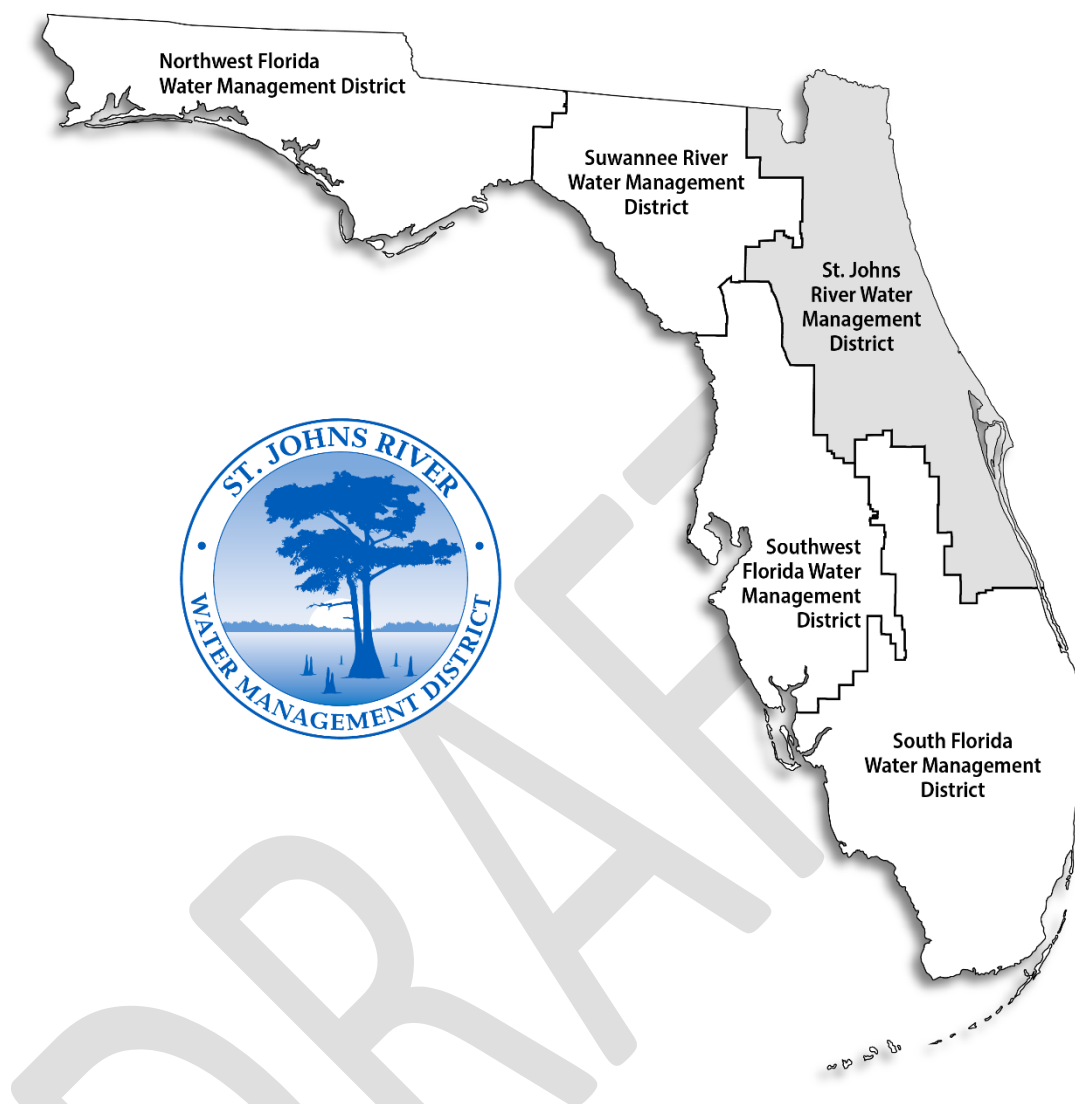 Northwest Florida
Water Management District
Suwannee River
Water Management
District
St. Johns
River Water
Management
District
ST. JOHNS RIVER
WATER MANAGEMENT DISTRICT
Southwest
Florida Water
Management
District
South Florida
Water Management
District
DRAFT